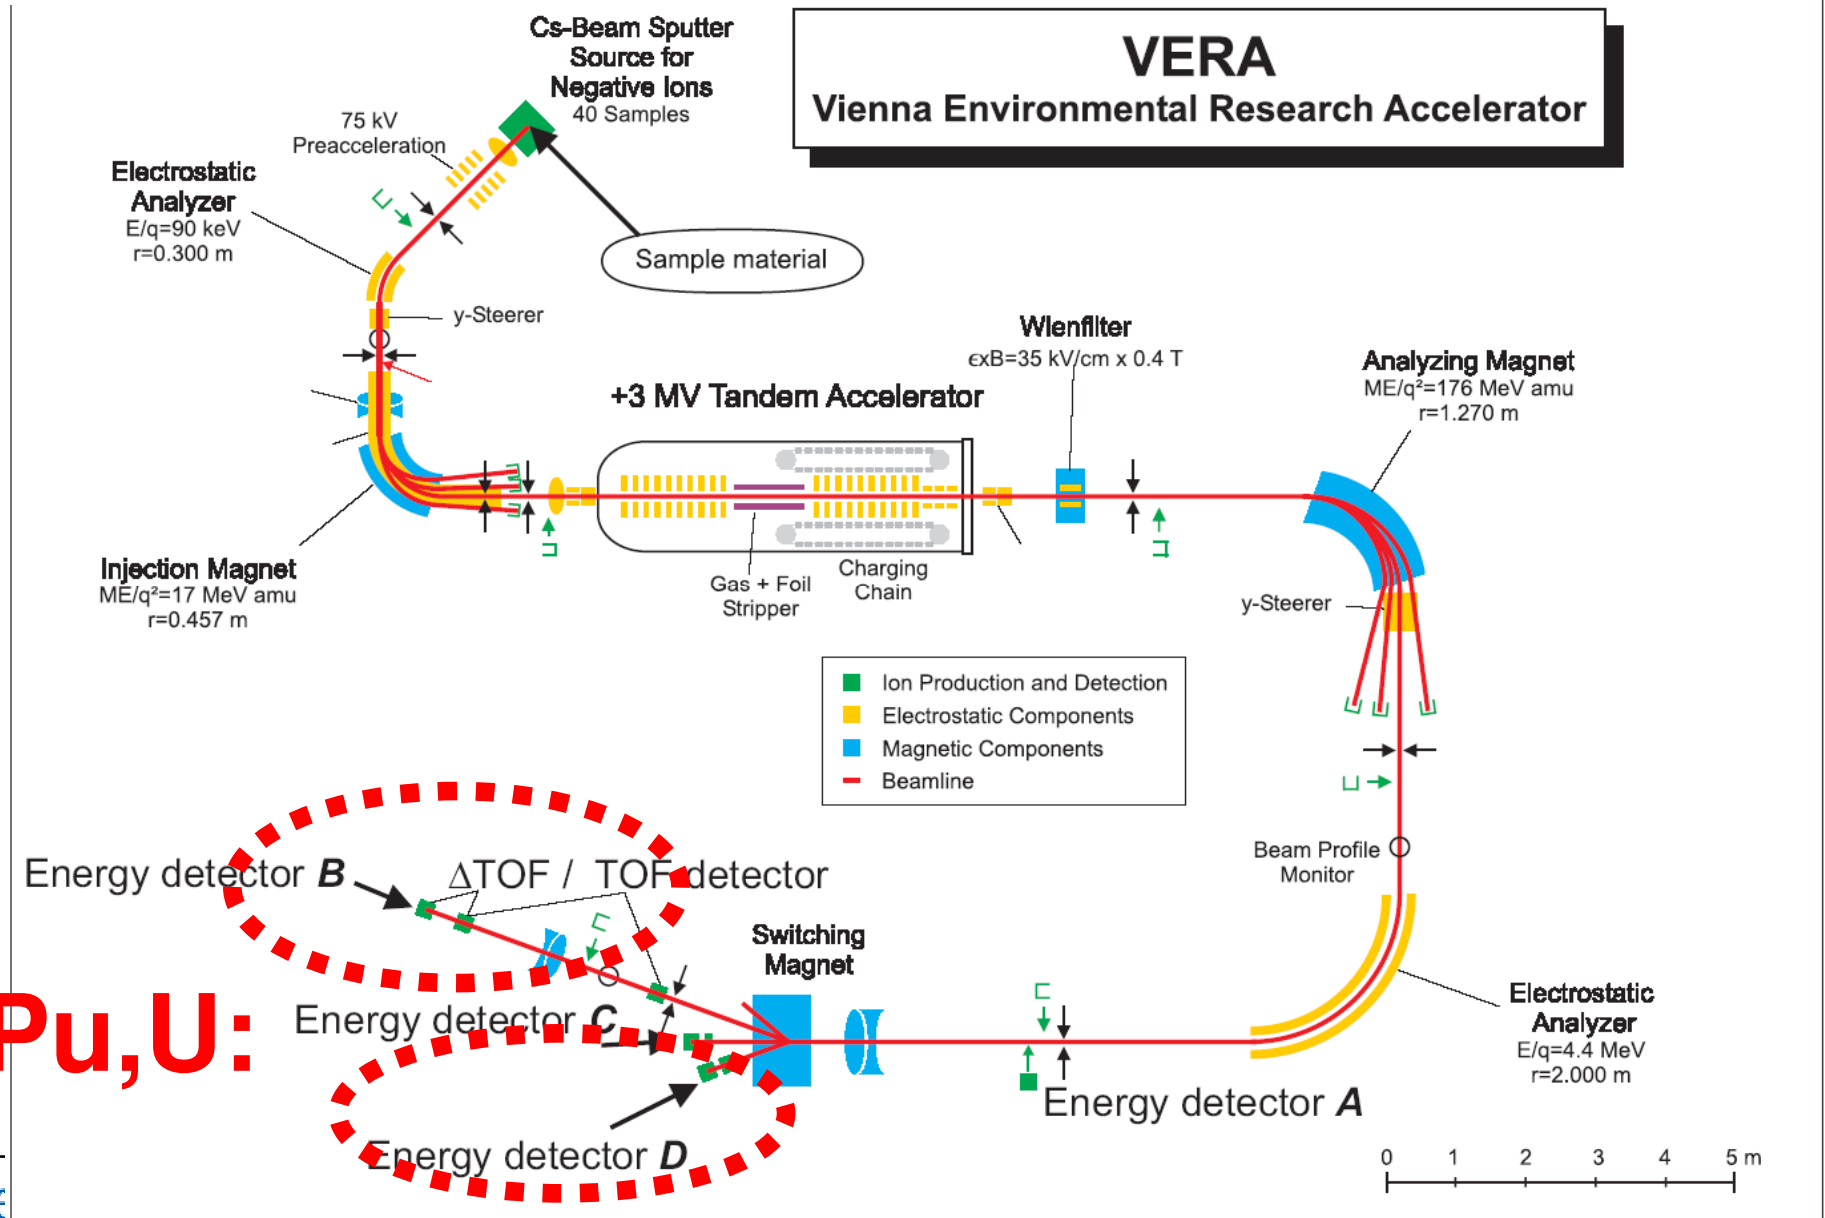 Cs-Beam Sputter
Source for
Negative Ions
40 Samples
VERA
Vienna Environmental Research Accelerator
75 kV
Preacceleration
Electrostatic
Analyzer
E/q=90 keV
r=0.300 m
Sample material
y-Steerer
Wienfilter
ϵxB=35 kV/cm x 0.4 T
Analyzing Magnet
ME/q²=176 MeV amu
r=1.270 m
+3 MV Tandem Accelerator
Injection Magnet
ME/q²=17 MeV amu
r=0.457 m
Gas + Foil
Stripper
Charging
Chain
y-Steerer
Ion Production and Detection
Electrostatic Components
Magnetic Components
Beamline
Beam Profile
Monitor
Energy detector B
ΔTOF / TOF detector
Switching
Magnet
Pu,U:
Energy detector C
Electrostatic
Analyzer
E/q=4.4 MeV
r=2.000 m
Energy detector A
Energy detector D
0 1 2 3 4 5 m